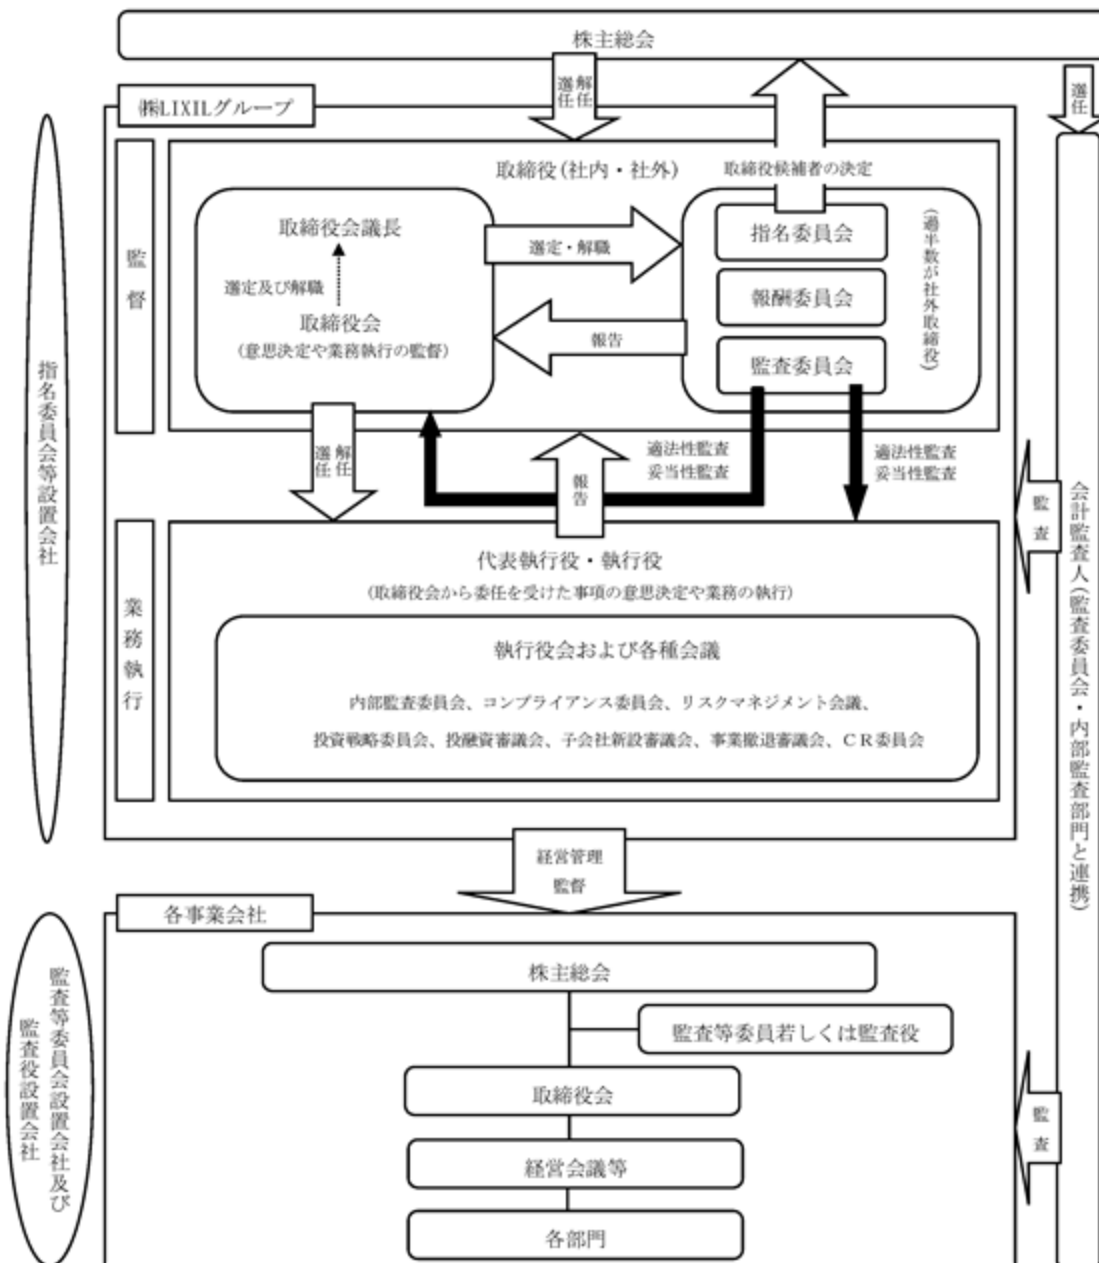 株主総会
選任
解任
選任
㈱LIXILグループ
取締役(社内・社外)
取締役候補者の決定
監督
取締役会議長
選定及び解職
取締役会
(意思決定や業務執行の監督)
選定・解職
報告
指名委員会
報酬委員会
監査委員会
(過半数が社外取締役)
指名委員会等設置会社
選任
解任
報告
適法性監査
妥当性監査
適法性監査
妥当性監査
監査
会計監査人(監査委員会・内部監査部門と連携)
業務執行
代表執行役・執行役
(取締役会から委任を受けた事項の意思決定や業務の執行)
執行役会および各種会議
内部監査委員会、コンプライアンス委員会、リスクマネジメント会議、
投資戦略委員会、投融資審議会、子会社新設審議会、事業撤退審議会、CR委員会
経営管理
監督
各事業会社
監査等委員会設置会社及び
監査役設置会社
株主総会
監査等委員若しくは監査役
取締役会
経営会議等
各部門
監査